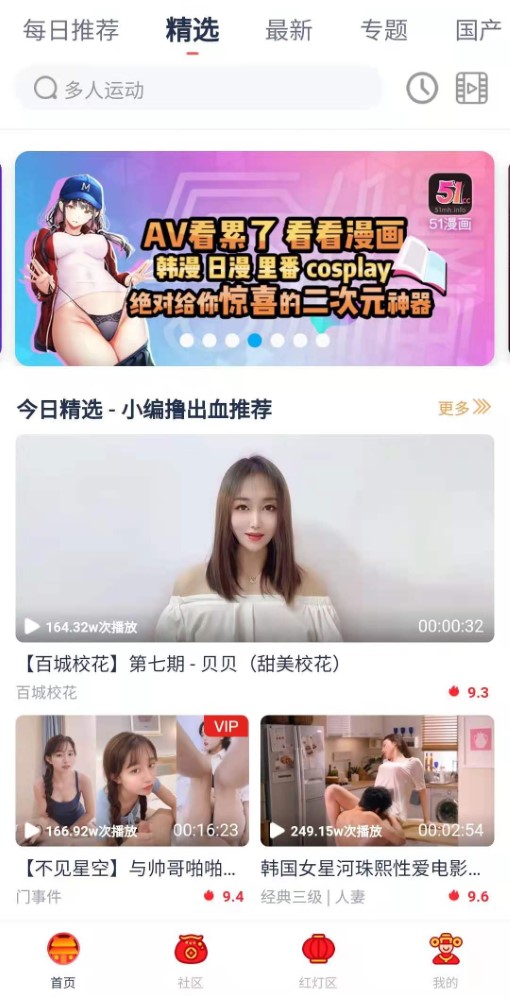 每日推荐 精选 最新 专题 国产
多人运动
M
51
cc
51mh.info
51漫画
AV看累了 看看漫画
韩漫 日漫 里番 cosplay
绝对给你惊喜的二次元神器
今日精选 - 小编撸出血推荐
更多
164.32w次播放
00:00:32
【百城校花】第七期 - 贝贝（甜美校花）
百城校花
9.3
VIP
166.92w次播放
00:16:23
249.15w次播放
00:02:54
【不见星空】与帅哥啪啪...
韩国女星河珠熙性爱电影...
门事件
9.4
经典三级 | 人妻
9.6
首页
社区
红灯区
我的